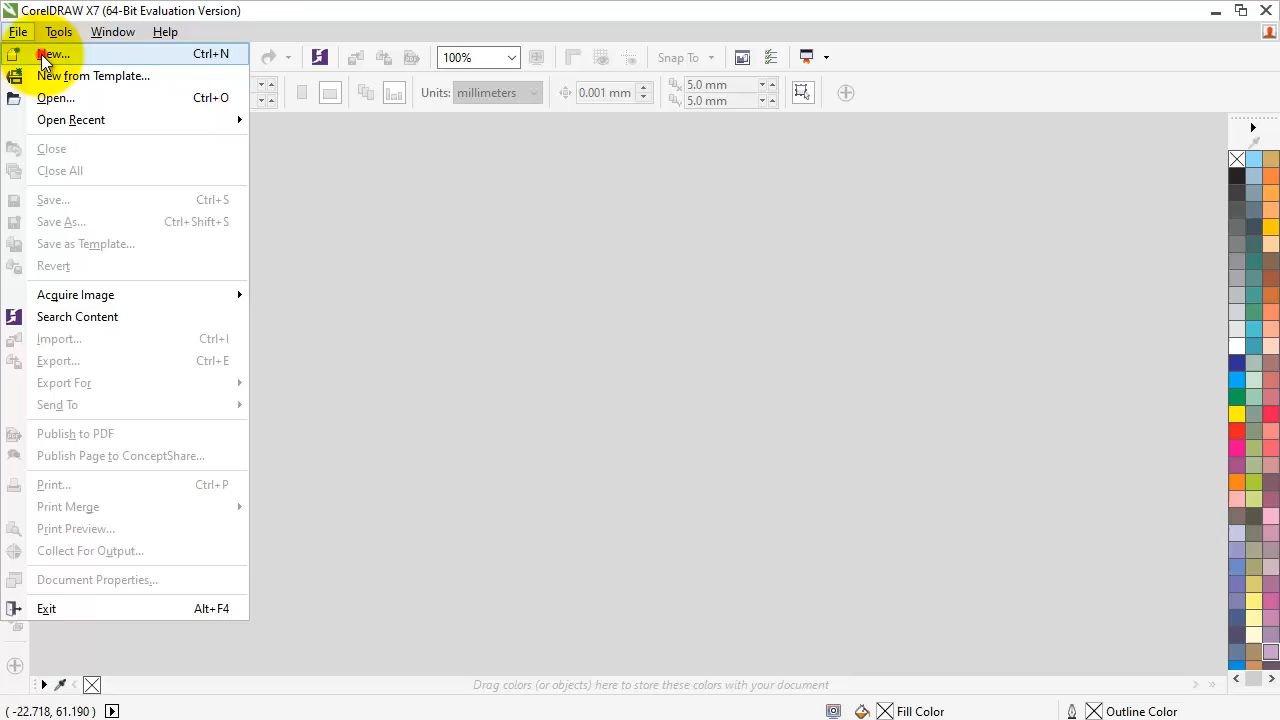 CorelDRAW X7 (64-Bit Evaluation Version)
File Tools Window Help
New... Ctrl+N
New from Template...
Open... Ctrl+O
Open Recent
Close
Close All
Save... Ctrl+S
Save As... Ctrl+Shift+S
Save as Template...
Revert
Acquire Image
Search Content
Import... Ctrl+I
Export... Ctrl+E
Export For
Send To
Publish to PDF
Publish Page to ConceptShare...
Print... Ctrl+P
Print Merge
Print Preview...
Collect For Output...
Document Properties...
Exit Alt+F4
100% Snap To
Units: millimeters 0.001 mm 5.0 mm
5.0 mm
Drag colors (or objects) here to store these colors with your document
(-22.718, 61.190 ) Fill Color Outline Color